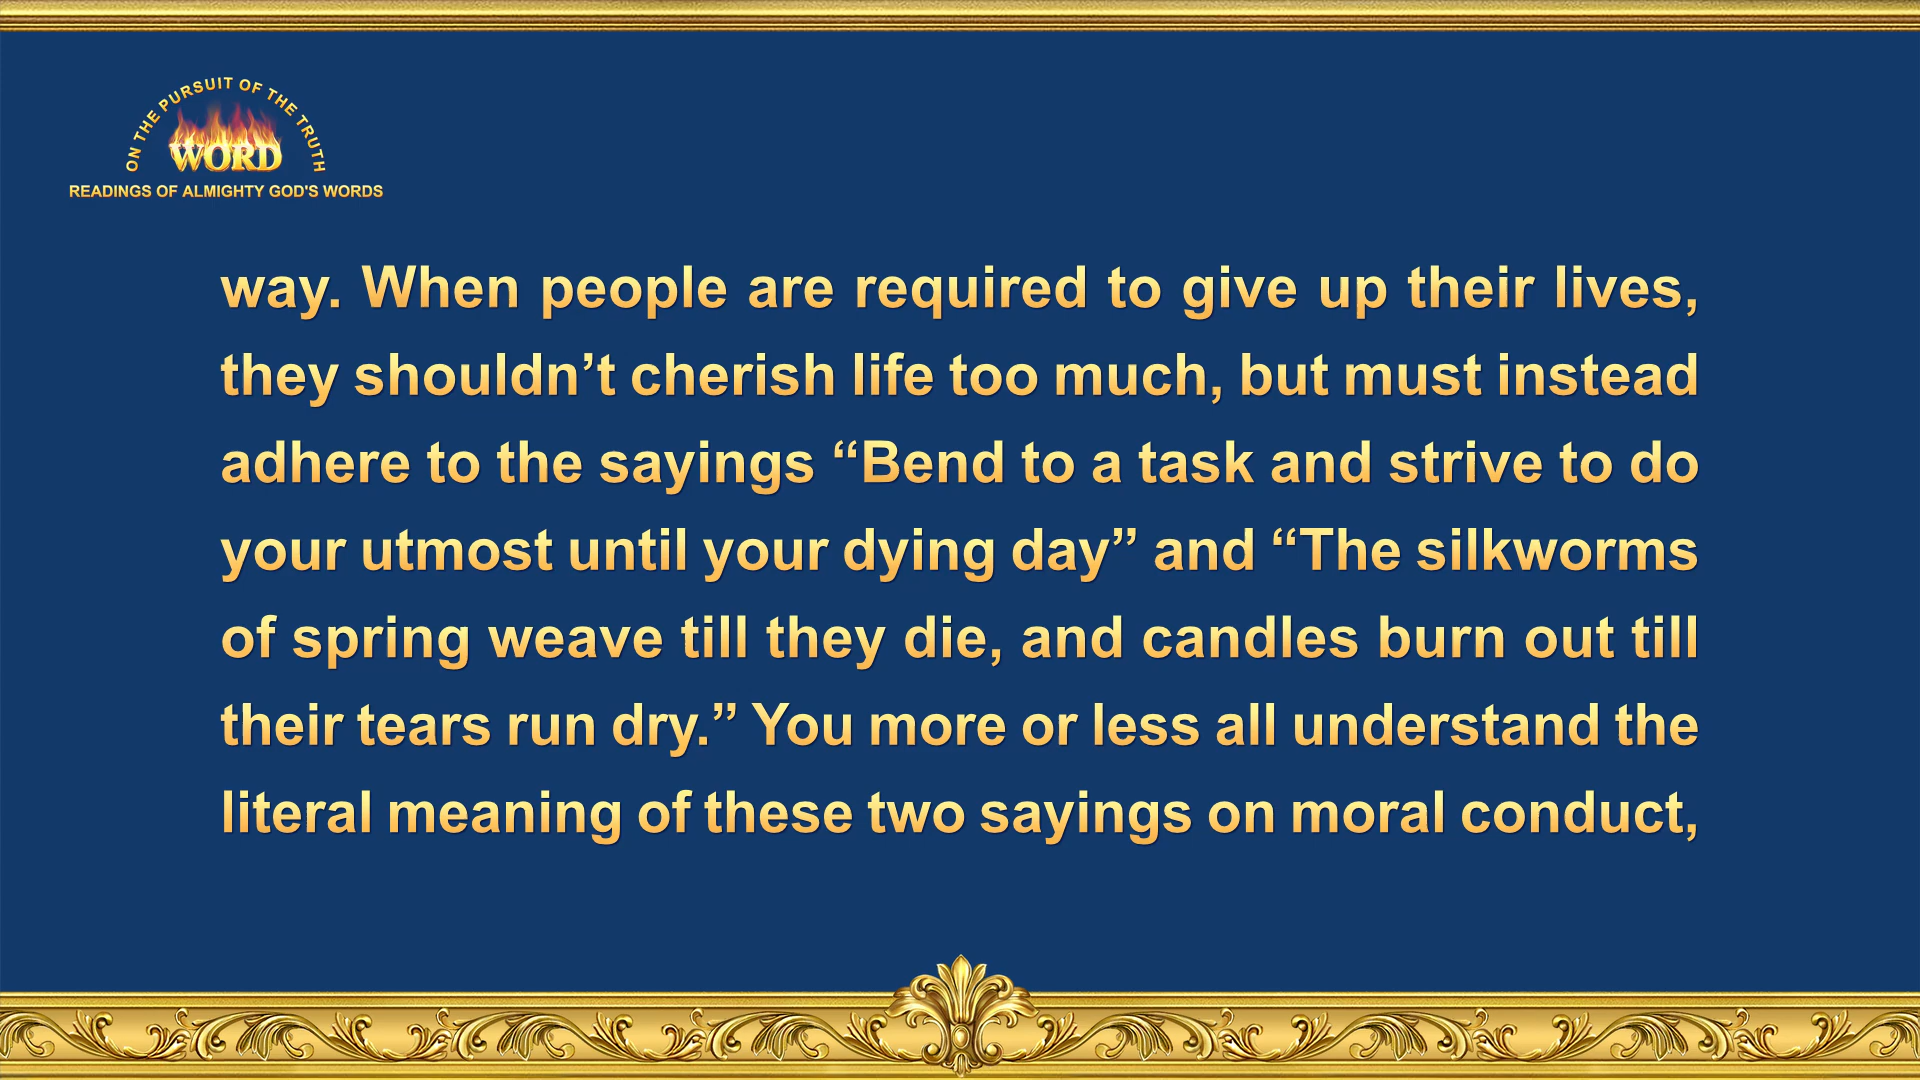 ON THE PURSUIT OF THE TRUTH
WORD
READINGS OF ALMIGHTY GOD'S WORDS
way. When people are required to give up their lives,
they shouldn’t cherish life too much, but must instead
adhere to the sayings “Bend to a task and strive to do
your utmost until your dying day” and “The silkworms
of spring weave till they die, and candles burn out till
their tears run dry.” You more or less all understand the
literal meaning of these two sayings on moral conduct,